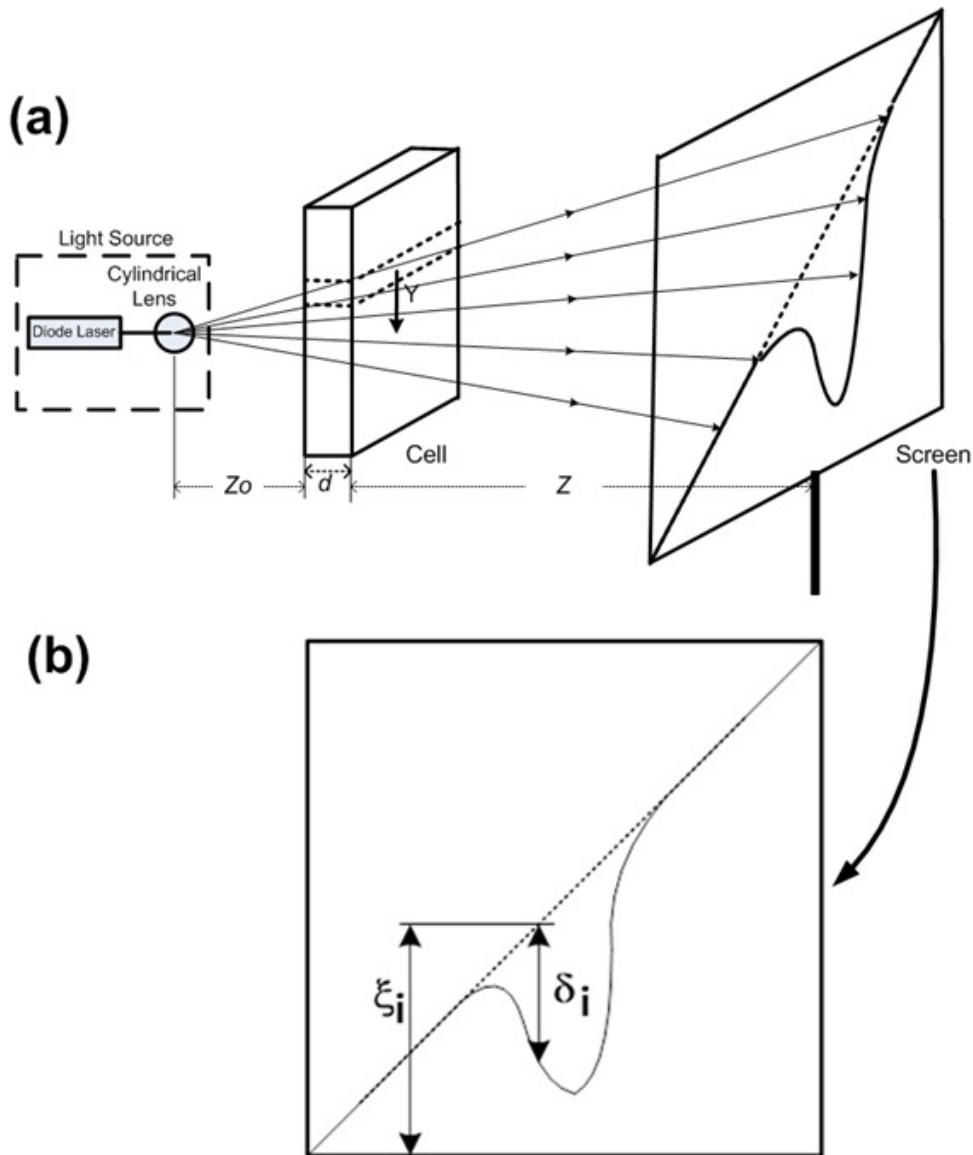 (a)
Light Source
Cylindrical
Lens
Diode Laser
Y
Cell
Screen
Zo
d
Z
(b)
ξi
δi